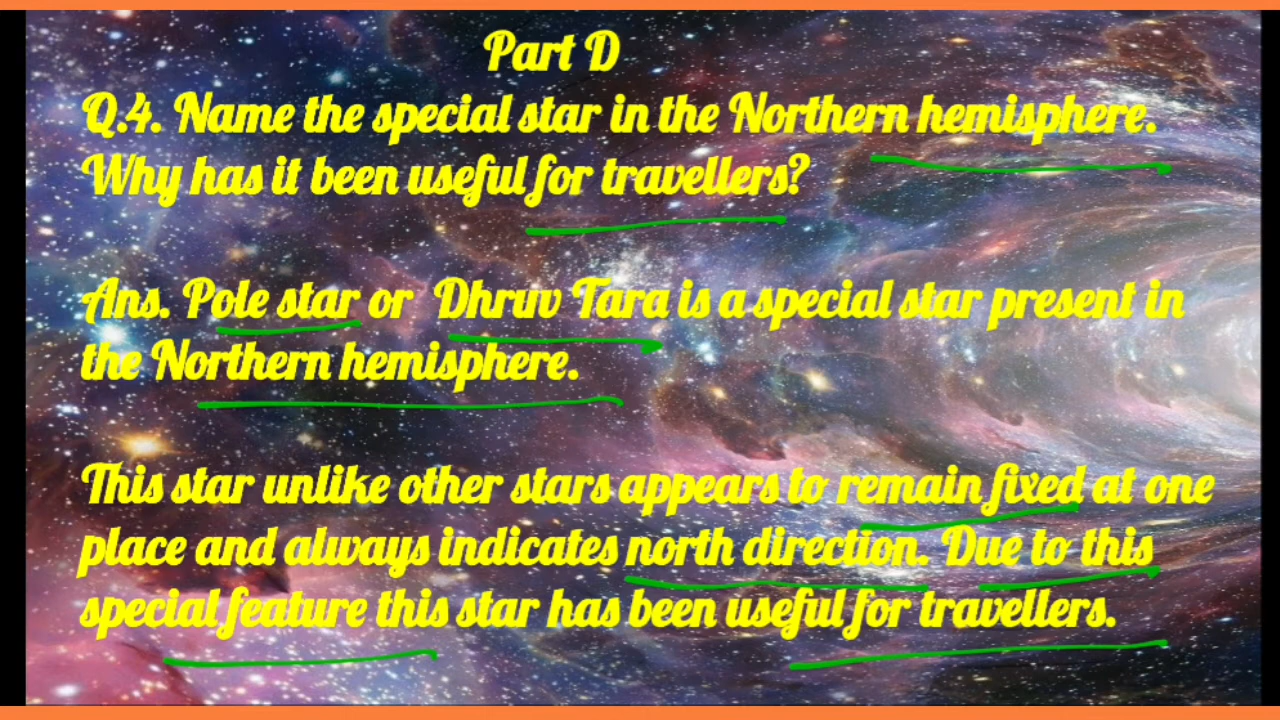 Part D
Q.4. Name the special star in the Northern hemisphere.
Why has it been useful for travellers?
Ans. Pole star or Dhruv Tara is a special star present in
the Northern hemisphere.
This star unlike other stars appears to remain fixed at one
place and always indicates north direction. Due to this
special feature this star has been useful for travellers.